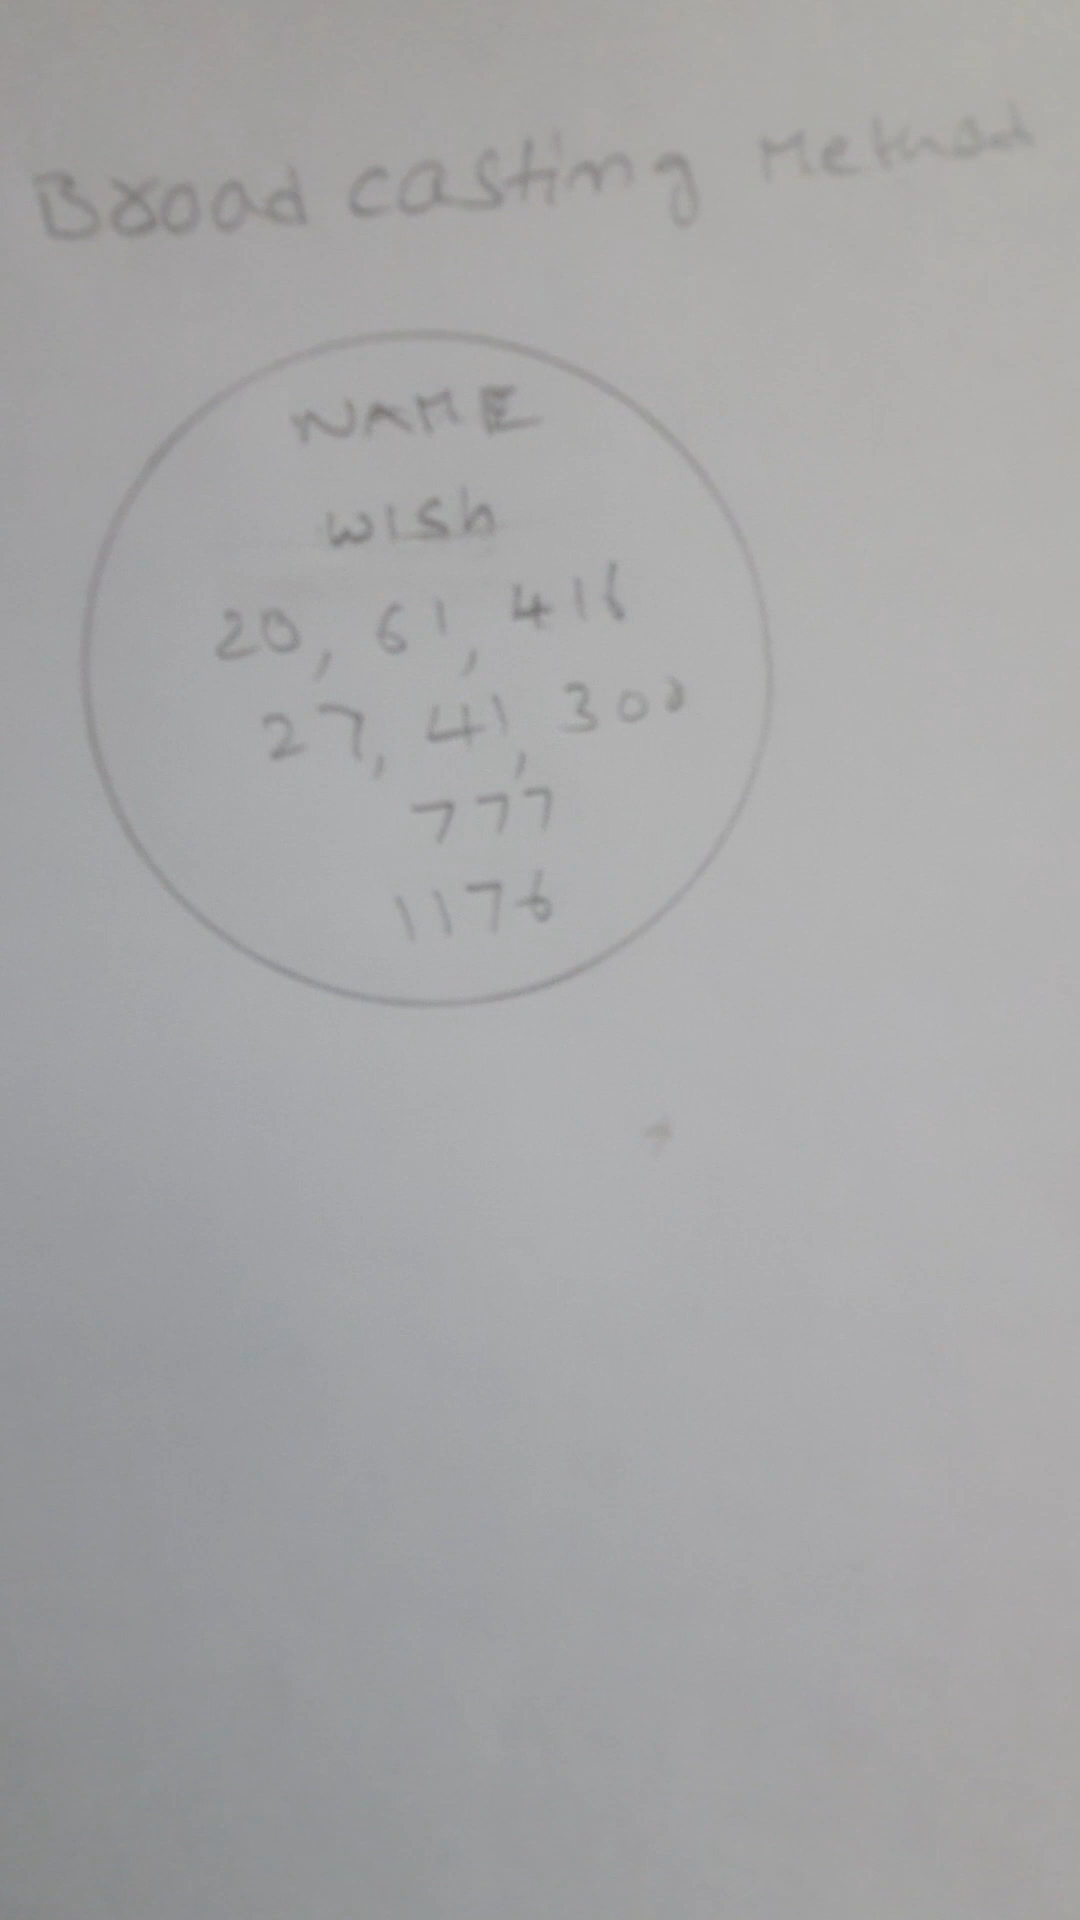 Broad casting Method
NAME
WISh
20, 61, 416
27, 41, 300
777
1176